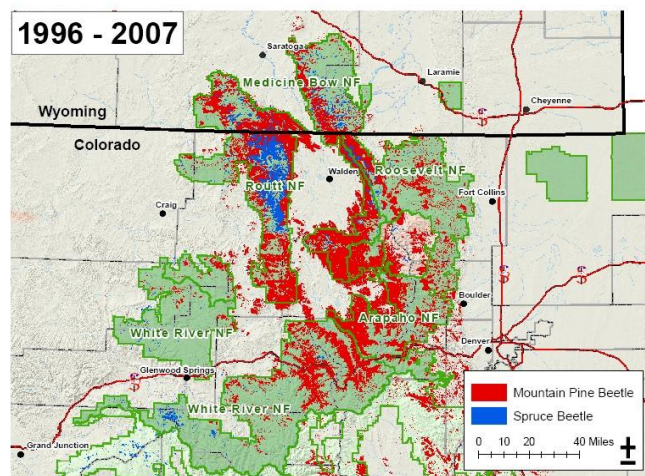 1996 - 2007
Saratoga
Laramie
Medicine Bow NF
Cheyenne
Wyoming
Colorado
Walden
Roosevelt NF
Routt NF
Fort Collins
Craig
Boulder
Arapaho NF
White River NF
Denver
Glenwood Springs
White River NF
Grand Junction
Mountain Pine Beetle
Spruce Beetle
0 10 20 40 Miles